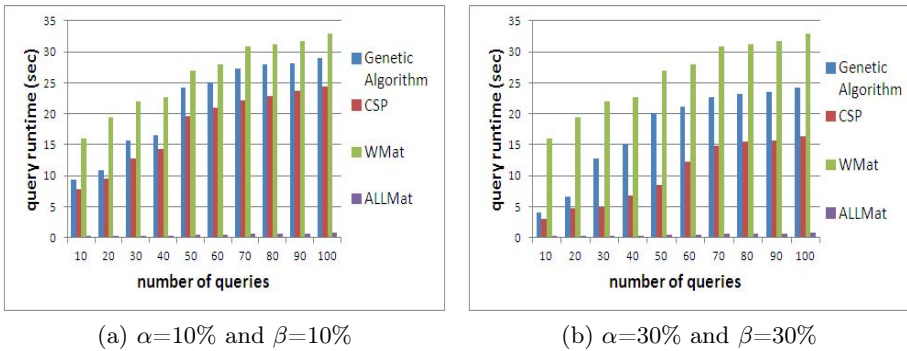 query runtime (sec)
35
30
25
20
15
10
5
0
10 20 30 40 50 60 70 80 90 100
number of queries
Genetic
Algorithm
CSP
WMat
ALLMat
(a) α=10% and β=10%
query runtime (sec)
35
30
25
20
15
10
5
0
10 20 30 40 50 60 70 80 90 100
number of queries
Genetic
Algorithm
CSP
WMat
ALLMat
(b) α=30% and β=30%